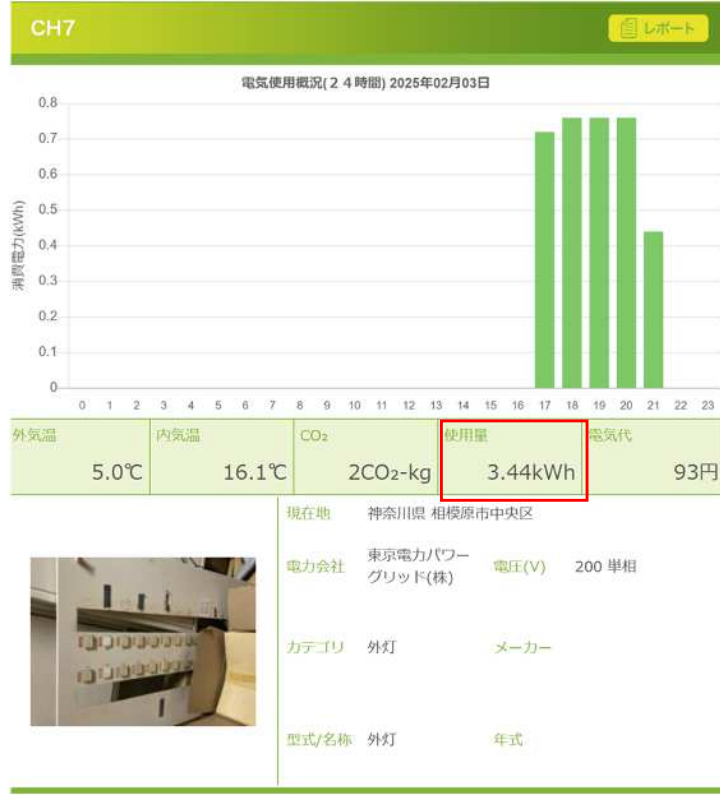 CH7
レポート
電気使用概況(２４時間) 2025年02月03日
消費電力(kWh)
0.8
0.7
0.6
0.5
0.4
0.3
0.2
0.1
0
0 1 2 3 4 5 6 7 8 9 10 11 12 13 14 15 16 17 18 19 20 21 22 23
外気温 内気温 CO₂ 使用量 電気代
5.0℃ 16.1℃ 2CO₂-kg 3.44kWh 93円
現在地 神奈川県 相模原市中央区
電力会社 東京電力パワー
グリッド(株) 電圧(V) 200 単相
カテゴリ 外灯 メーカー
型式/名称 外灯 年式